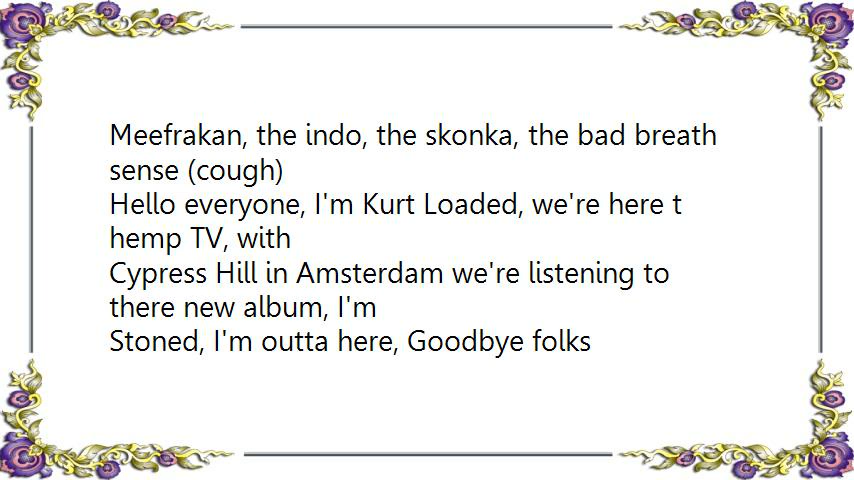 Meefrakan, the indo, the skonka, the bad breath
sense (cough)
Hello everyone, I'm Kurt Loaded, we're here t
hemp TV, with
Cypress Hill in Amsterdam we're listening to
there new album, I'm
Stoned, I'm outta here, Goodbye folks